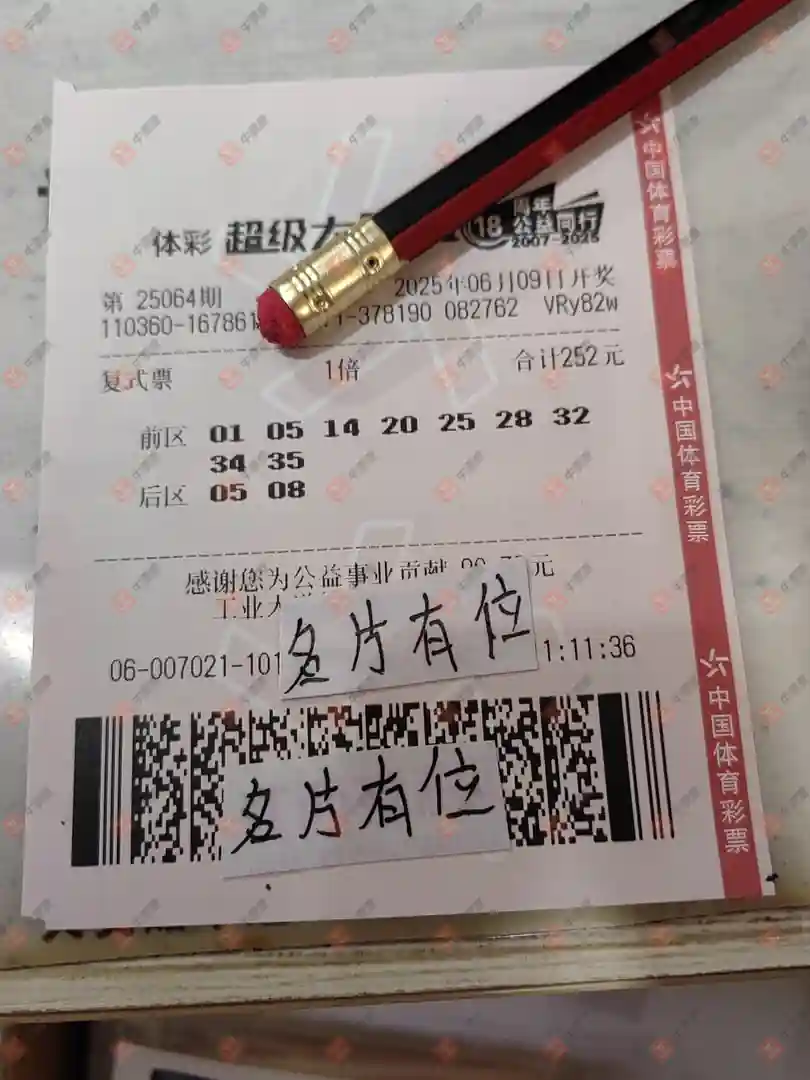 体彩 超级大 18 周年 公益同行
2007-2025
第 25064期 2025年06月09日开奖
110360-167861 -378190 082762 VRy82w
复式票 1倍 合计252元
前区 01 05 14 20 25 28 32
34 35
后区 05 08
感谢您为公益事业贡献 元
工业大
06-007021-101 1:11:36
名片有位
名片有位
中国体育彩票
中国体育彩票
中国体育彩票